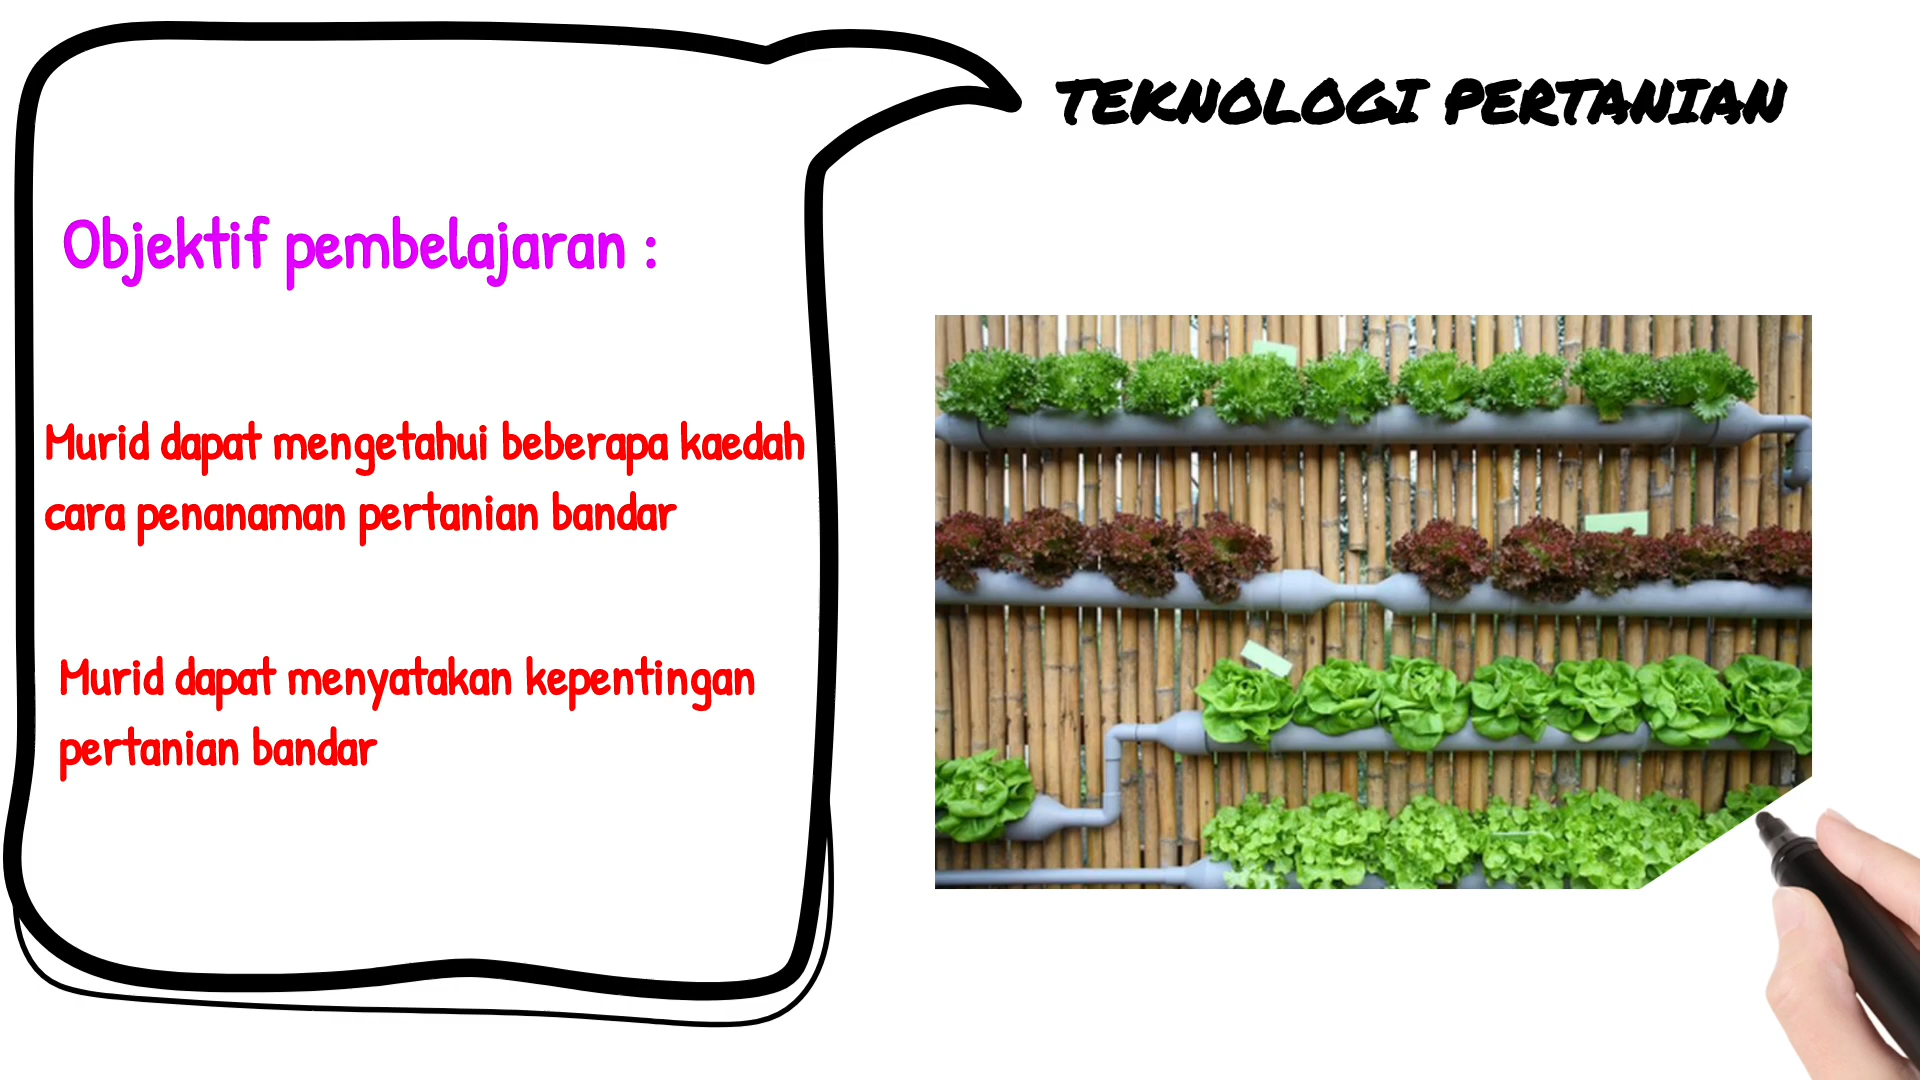 TEKNOLOGI PERTANIAN
Objektif pembelajaran :
Murid dapat mengetahui beberapa kaedah
cara penanaman pertanian bandar
Murid dapat menyatakan kepentingan
pertanian bandar